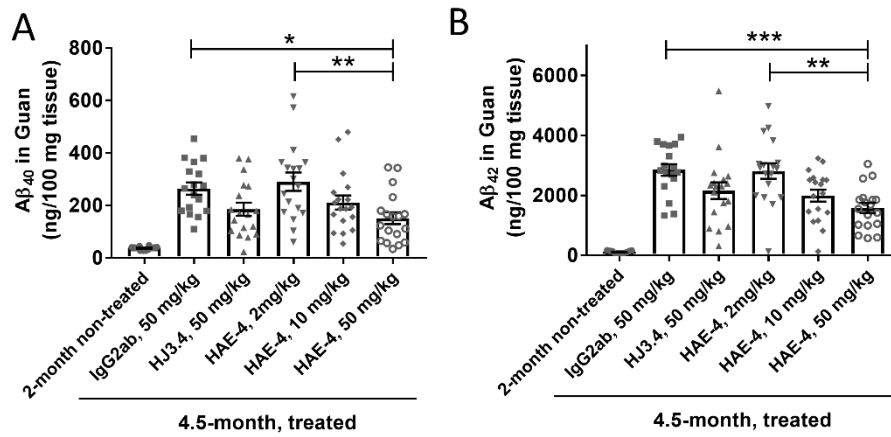 A
Aβ40 in Guan
(ng/100 mg tissue)
800
600
400
200
0
*
**
2-month non-treated
IgG2ab, 50 mg/kg
HJ3.4, 50 mg/kg
HAE-4, 2mg/kg
HAE-4, 10 mg/kg
HAE-4, 50 mg/kg
4.5-month, treated
B
Aβ42 in Guan
(ng/100 mg tissue)
6000
4000
2000
0
***
**
2-month non-treated
IgG2ab, 50 mg/kg
HJ3.4, 50 mg/kg
HAE-4, 2mg/kg
HAE-4, 10 mg/kg
HAE-4, 50 mg/kg
4.5-month, treated